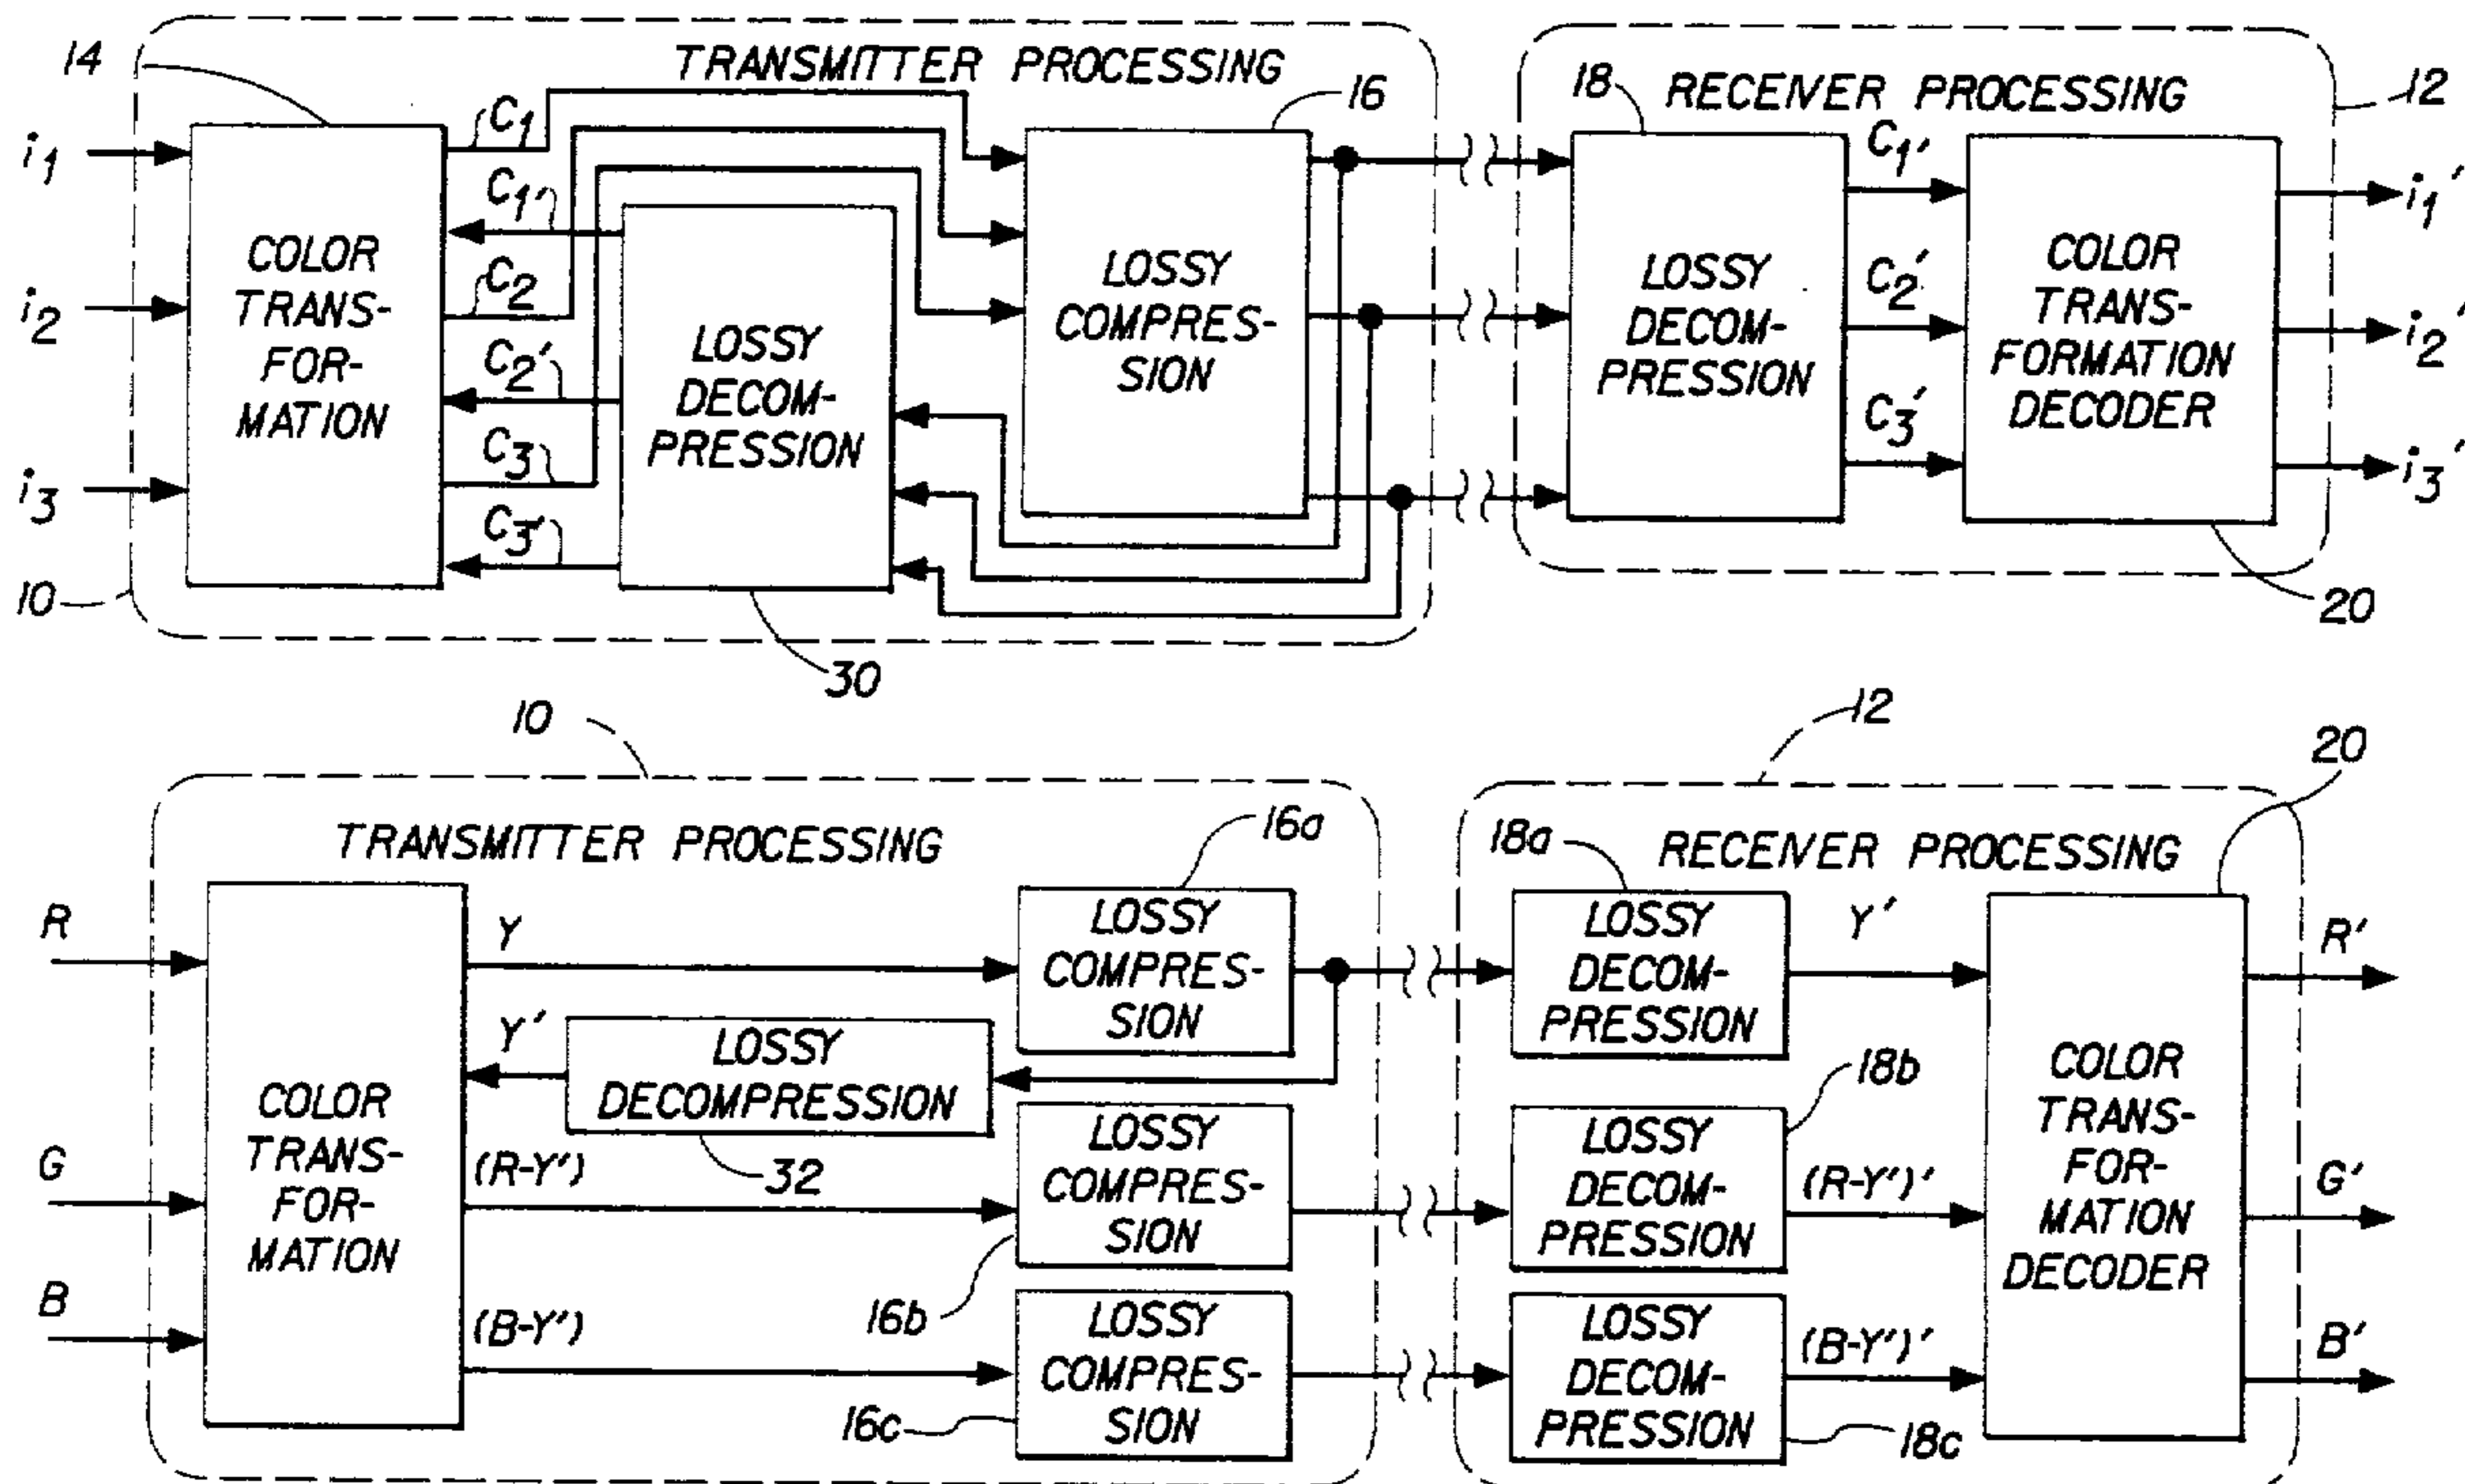 14
TRANSMITTER PROCESSING
16
18
RECEIVER PROCESSING
12
i1
i2
i3
C1
C1'
C2
C2'
C3
C3'
COLOR
TRANS-
FOR-
MATION
LOSSY
DECOM-
PRESSION
LOSSY
COMPRES-
SION
LOSSY
DECOM-
PRESSION
C1'
C2'
C3'
COLOR
TRANS-
FORMATION
DECODER
i1'
i2'
i3'
10
30
20
10
12
20
TRANSMITTER PROCESSING
16a
18a
RECEIVER PROCESSING
R
G
B
COLOR
TRANS-
FOR-
MATION
Y
Y'
(R-Y')
(B-Y')
LOSSY
DECOMPRESSION
32
LOSSY
COMPRES-
SION
LOSSY
COMPRES-
SION
16b
LOSSY
COMPRES-
SION
16c
LOSSY
DECOM-
PRESSION
18b
LOSSY
DECOM-
PRESSION
LOSSY
DECOM-
PRESSION
18c
Y'
(R-Y')'
(B-Y')'
COLOR
TRANS-
FOR-
MATION
DECODER
R'
G'
B'